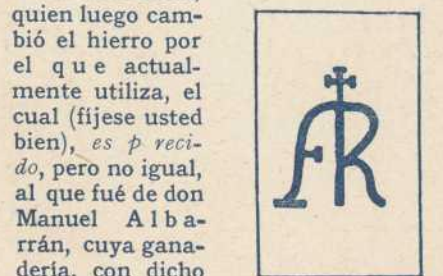 quien luego cam-
bió el hierro por
el que actual-
mente utiliza, el
cual (fíjese usted
bien), es p reci-
do, pero no igual,
al que fué de don
Manuel Alba-
rrán, cuya gana-
dería, con dicho